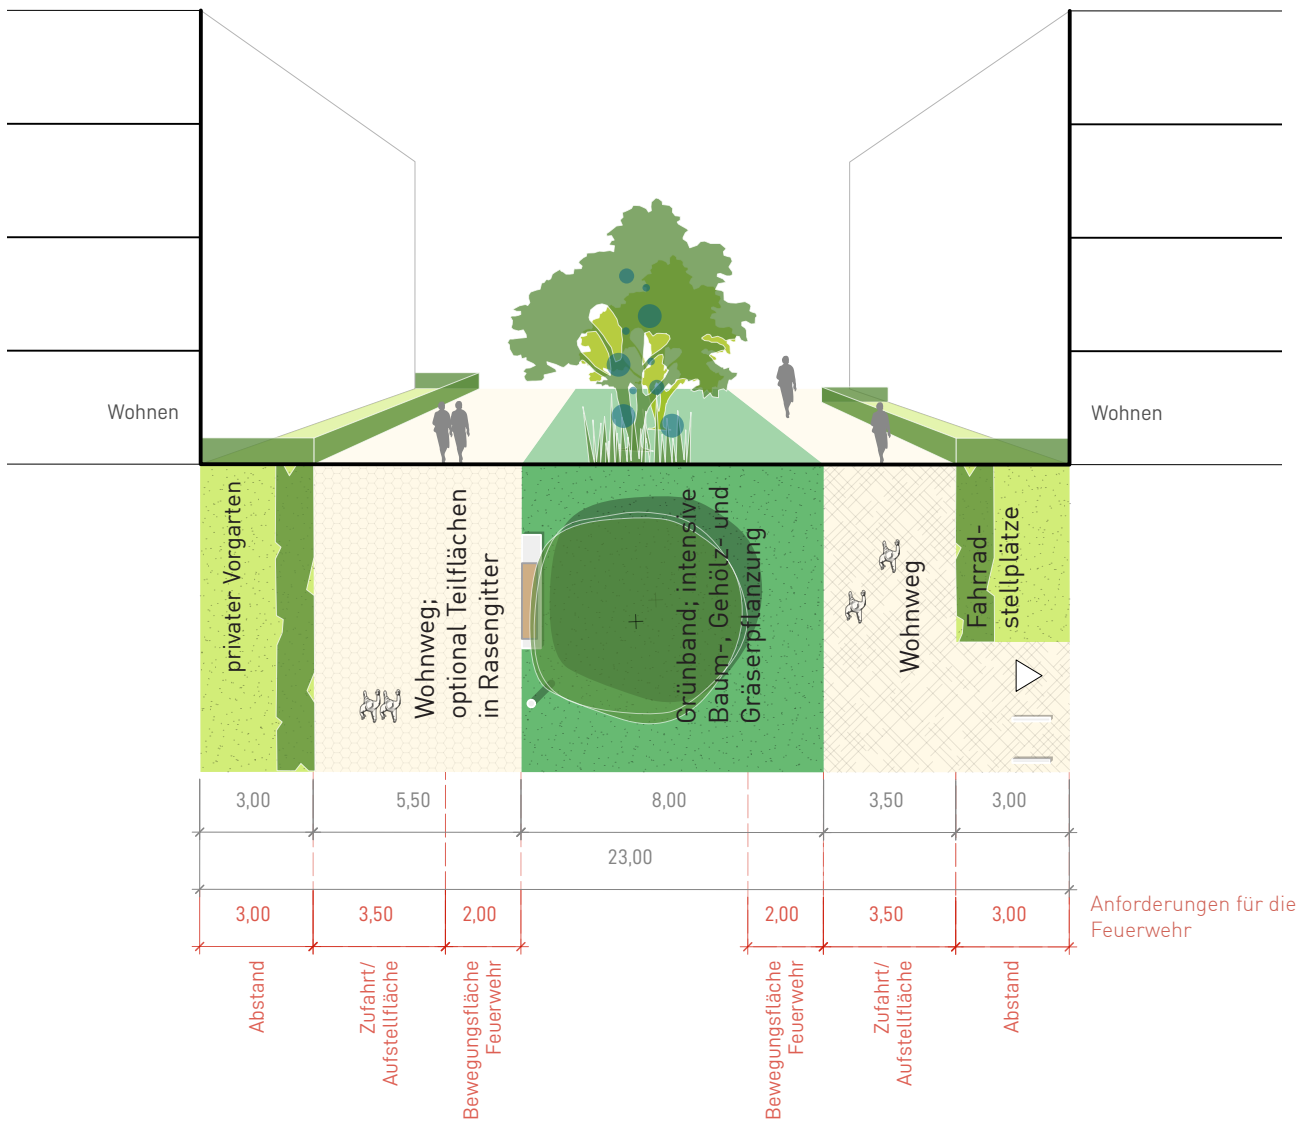 Wohnen
Wohnen
privater Vorgarten
Wohnweg;
optional Teilflächen
in Rasengitter
Grünband; intensive
Baum-, Gehölz- und
Gräserpflanzung
Wohnweg
Fahrrad-
stellplätze
3,00
5,50
8,00
3,50
3,00
23,00
3,00
3,50
2,00
2,00
3,50
3,00
Anforderungen für die
Feuerwehr
Abstand
Zufahrt/
Aufstellfläche
Bewegungsfläche
Feuerwehr
Bewegungsfläche
Feuerwehr
Zufahrt/
Aufstellfläche
Abstand